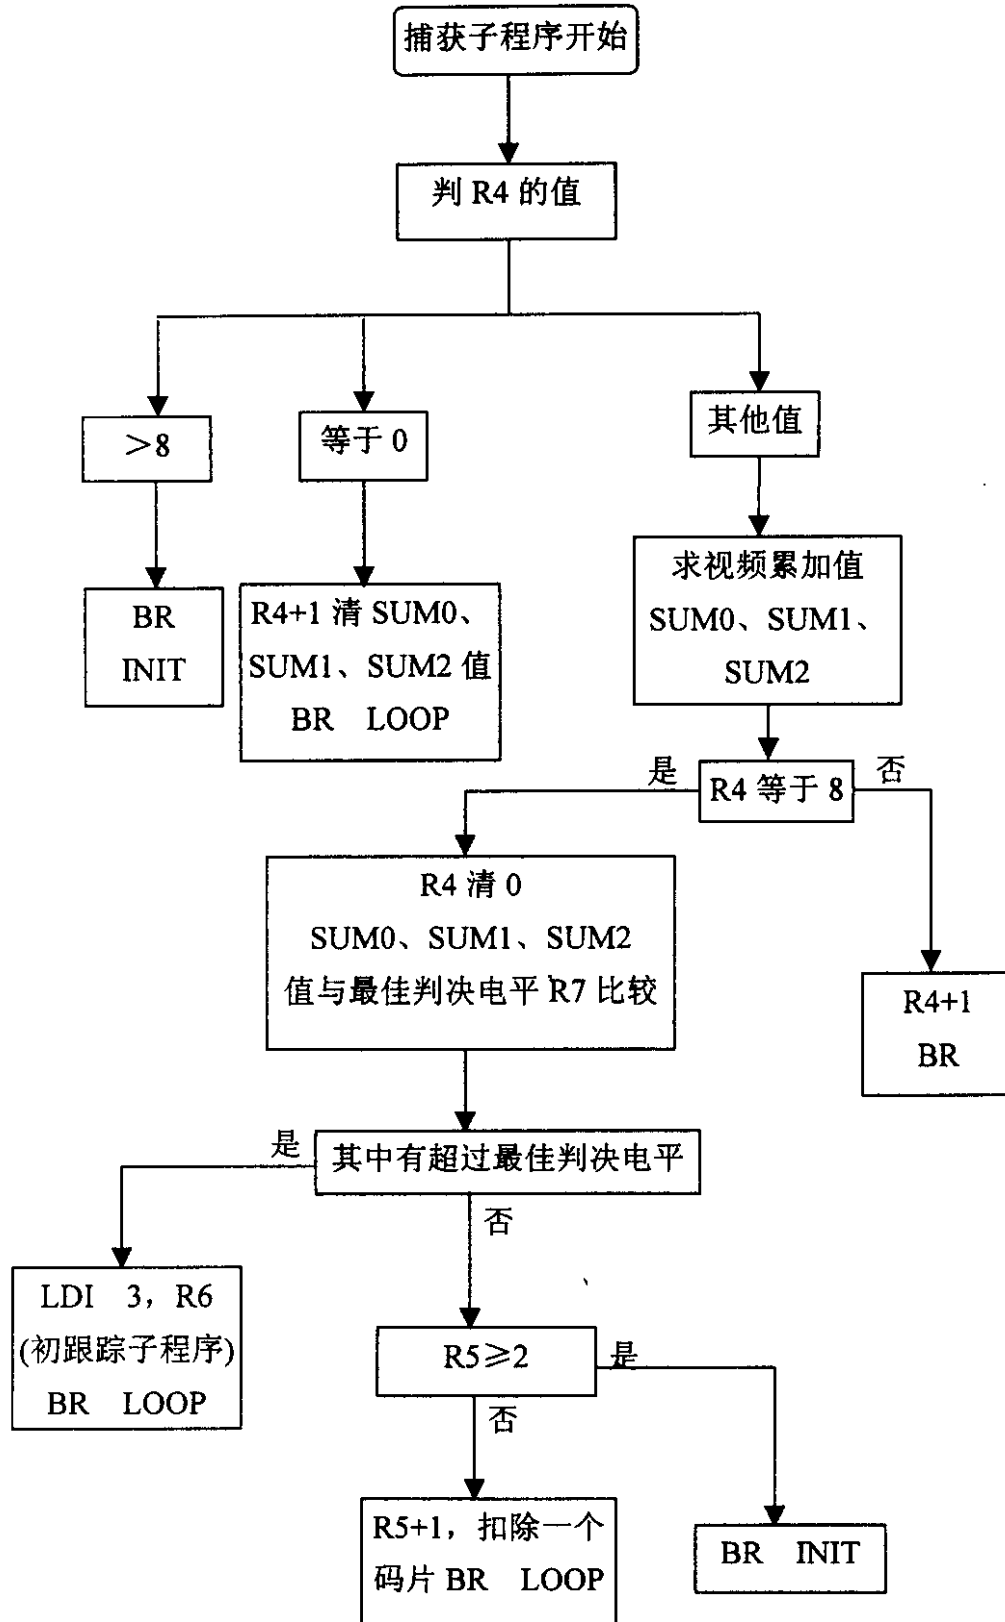 捕获子程序开始
判 R4 的值
>8
等于 0
其他值
BR
INIT
R4+1 清 SUM0、
SUM1、SUM2 值
BR LOOP
求视频累加值
SUM0、SUM1、
SUM2
是
R4 等于 8
否
R4 清 0
SUM0、SUM1、SUM2
值与最佳判决电平 R7 比较
R4+1
BR
是
其中有超过最佳判决电平
否
LDI 3，R6
(初跟踪子程序)
BR LOOP
R5≥2
是
否
R5+1，扣除一个
码片 BR LOOP
BR INIT